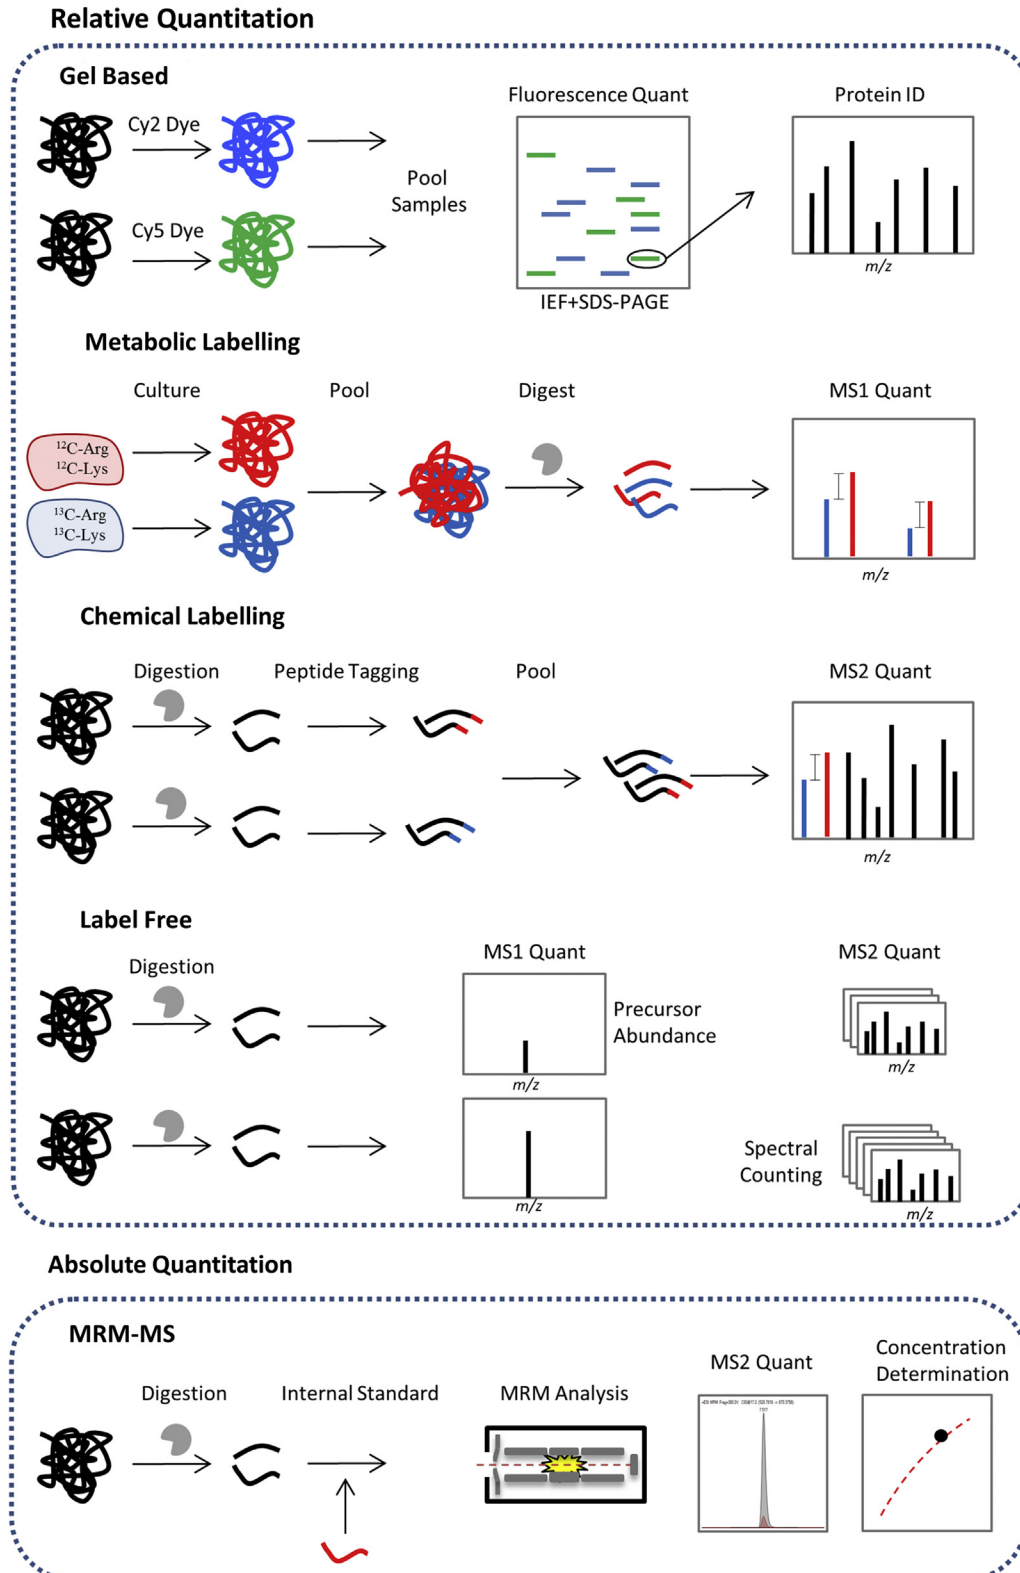 Relative Quantitation
Gel Based
Cy2 Dye
Cy5 Dye
Pool
Samples
Fluorescence Quant
IEF+SDS-PAGE
Protein ID
m/z
Metabolic Labelling
Culture
Pool
Digest
MS1 Quant
¹²C-Arg
¹²C-Lys
¹³C-Arg
¹³C-Lys
m/z
Chemical Labelling
Digestion
Peptide Tagging
Pool
MS2 Quant
m/z
Label Free
Digestion
MS1 Quant
MS2 Quant
Precursor
Abundance
m/z
m/z
Spectral
Counting
m/z
m/z
Absolute Quantitation
MRM-MS
Digestion
Internal Standard
MRM Analysis
MS2 Quant
Concentration
Determination